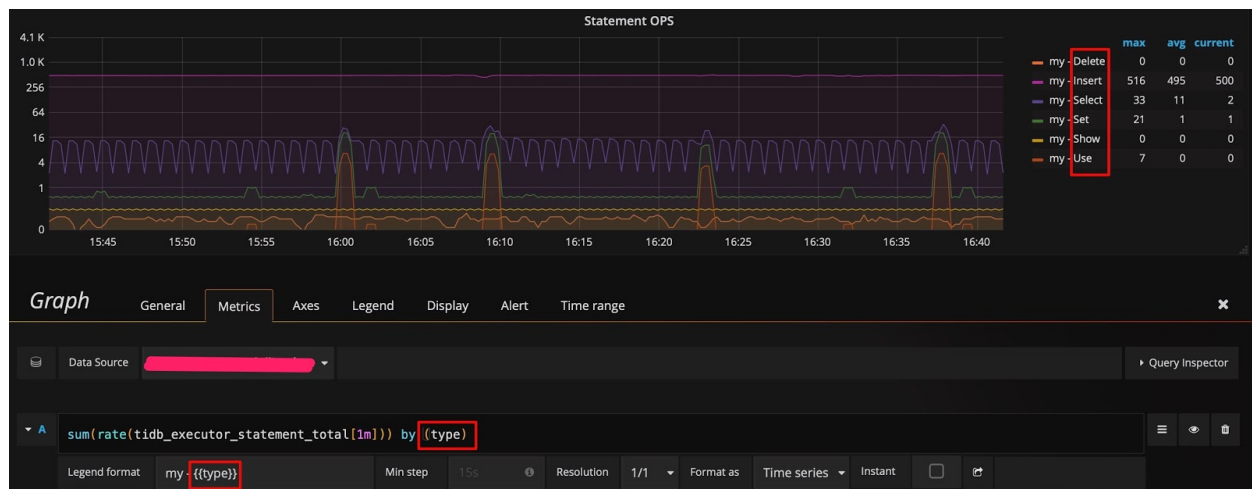 Statement OPS
4.1 K
1.0 K
256
64
16
4
1
0
15:45 15:50 15:55 16:00 16:05 16:10 16:15 16:20 16:25 16:30 16:35 16:40
max avg current
my - Delete 0 0 0
my - Insert 516 495 500
my - Select 33 11 2
my - Set 21 1 1
my - Show 0 0 0
my - Use 7 0 0
Graph General Metrics Axes Legend Display Alert Time range
Data Source Query Inspector
A sum(rate(tidb_executor_statement_total[1m])) by (type)
Legend format my - {{type}} Min step 15s Resolution 1/1 Format as Time series Instant